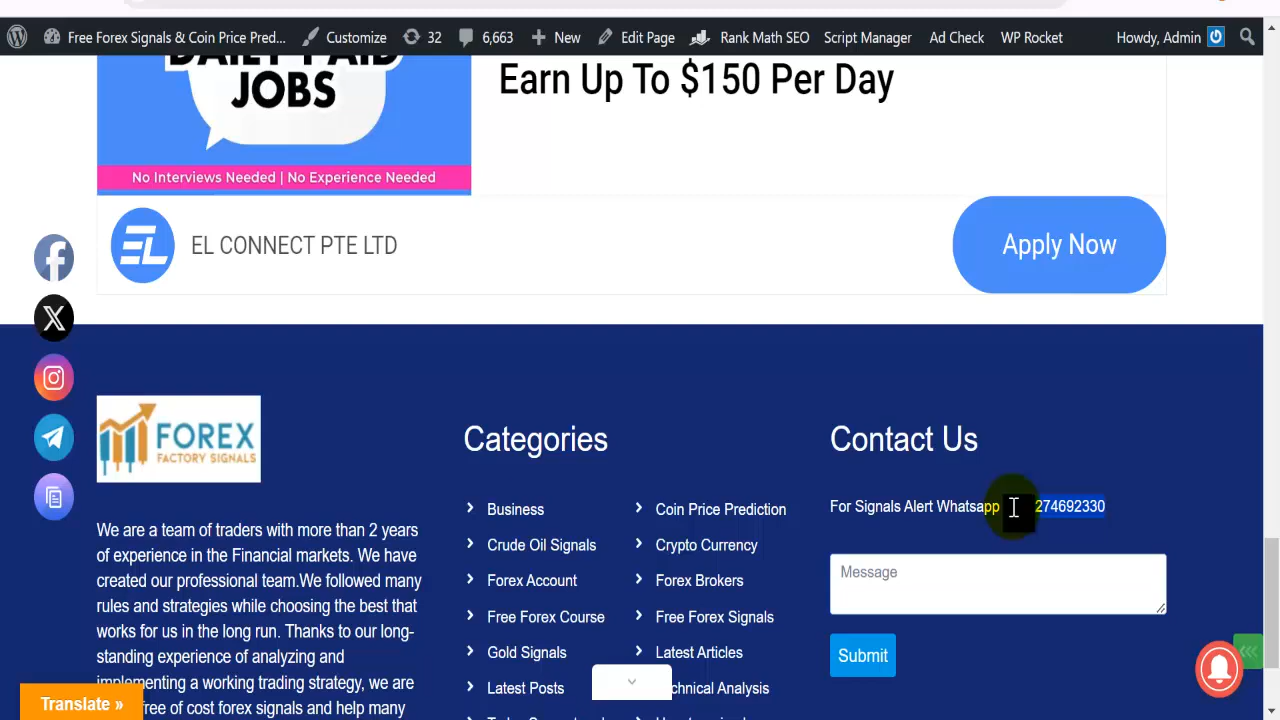 Free Forex Signals & Coin Price Pred... Customize 32 6,663 New Edit Page Rank Math SEO Script Manager Ad Check WP Rocket Howdy, Admin
DAILY PAID
JOBS
No Interviews Needed | No Experience Needed
Earn Up To $150 Per Day
EL CONNECT PTE LTD
Apply Now
FOREX
FACTORY SIGNALS
We are a team of traders with more than 2 years
of experience in the Financial markets. We have
created our professional team.We followed many
rules and strategies while choosing the best that
works for us in the long run. Thanks to our long-
standing experience of analyzing and
implementing a working trading strategy, we are
free of cost forex signals and help many
Categories
Business
Crude Oil Signals
Forex Account
Free Forex Course
Gold Signals
Latest Posts
Coin Price Prediction
Crypto Currency
Forex Brokers
Free Forex Signals
Latest Articles
Technical Analysis
Contact Us
For Signals Alert Whatsapp 274692330
Message
Submit
Translate »